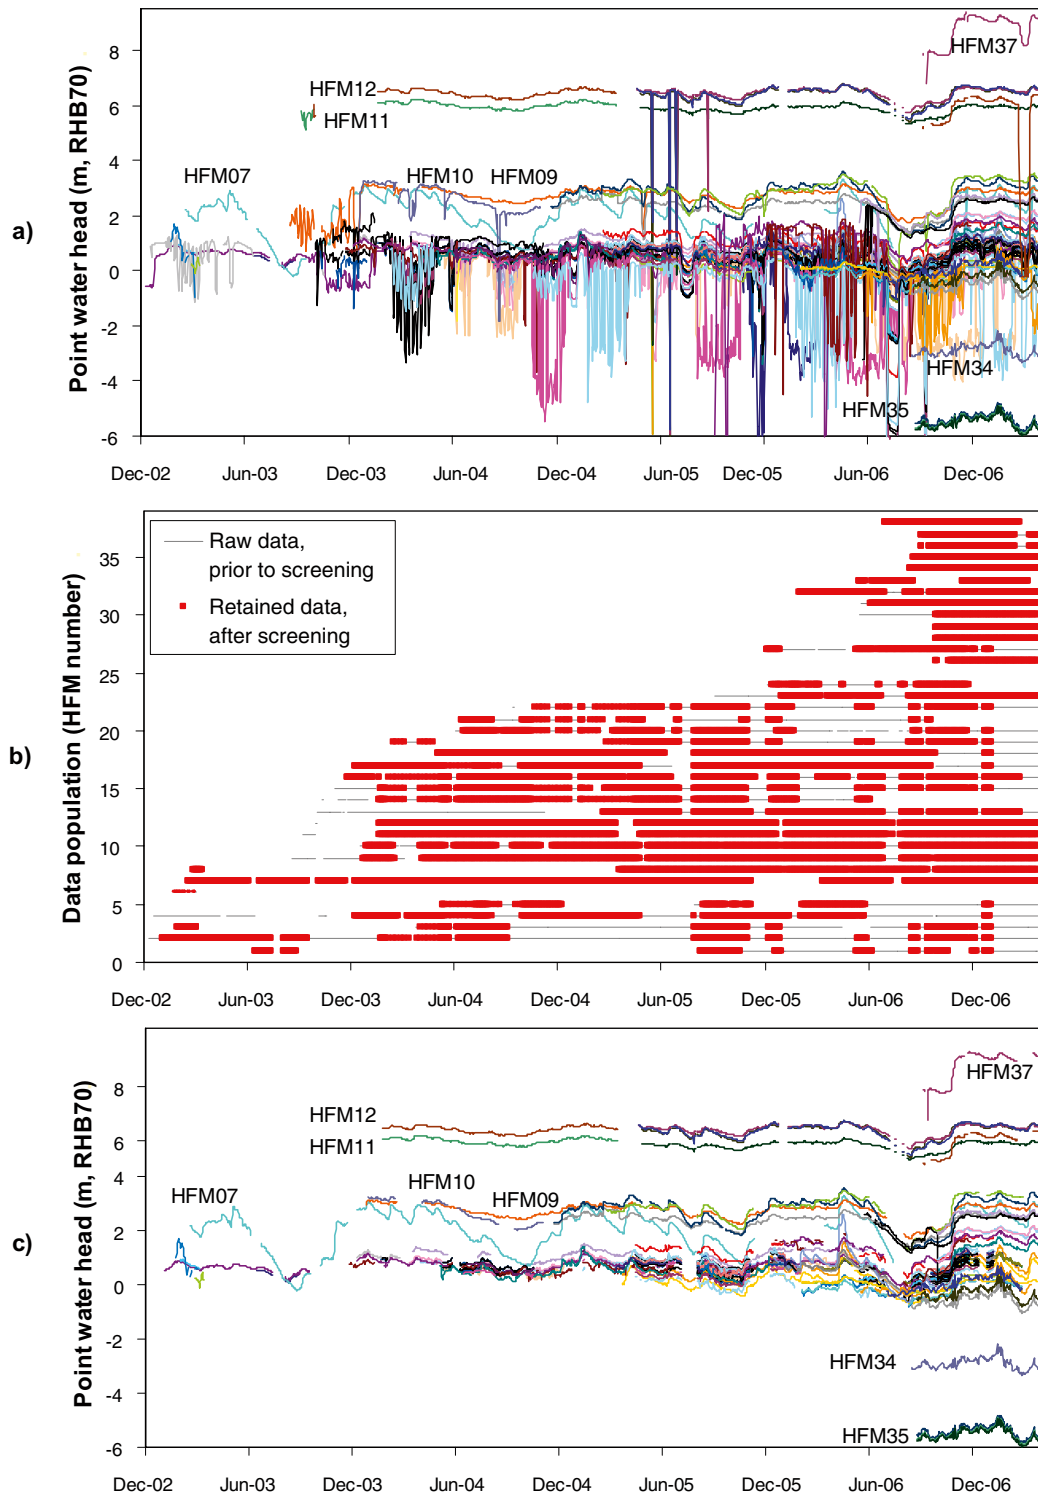 a)
Point water head (m, RHB70)
8
6
4
2
0
-2
-4
-6
HFM37
HFM12
HFM11
HFM07
HFM10
HFM09
HFM34
HFM35
Dec-02
Jun-03
Dec-03
Jun-04
Dec-04
Jun-05
Dec-05
Jun-06
Dec-06
b)
Data population (HFM number)
35
30
25
20
15
10
5
0
Raw data,
prior to screening
Retained data,
after screening
Dec-02
Jun-03
Dec-03
Jun-04
Dec-04
Jun-05
Dec-05
Jun-06
Dec-06
c)
Point water head (m, RHB70)
8
6
4
2
0
-2
-4
-6
HFM37
HFM12
HFM11
HFM07
HFM10
HFM09
HFM34
HFM35
Dec-02
Jun-03
Dec-03
Jun-04
Dec-04
Jun-05
Dec-05
Jun-06
Dec-06